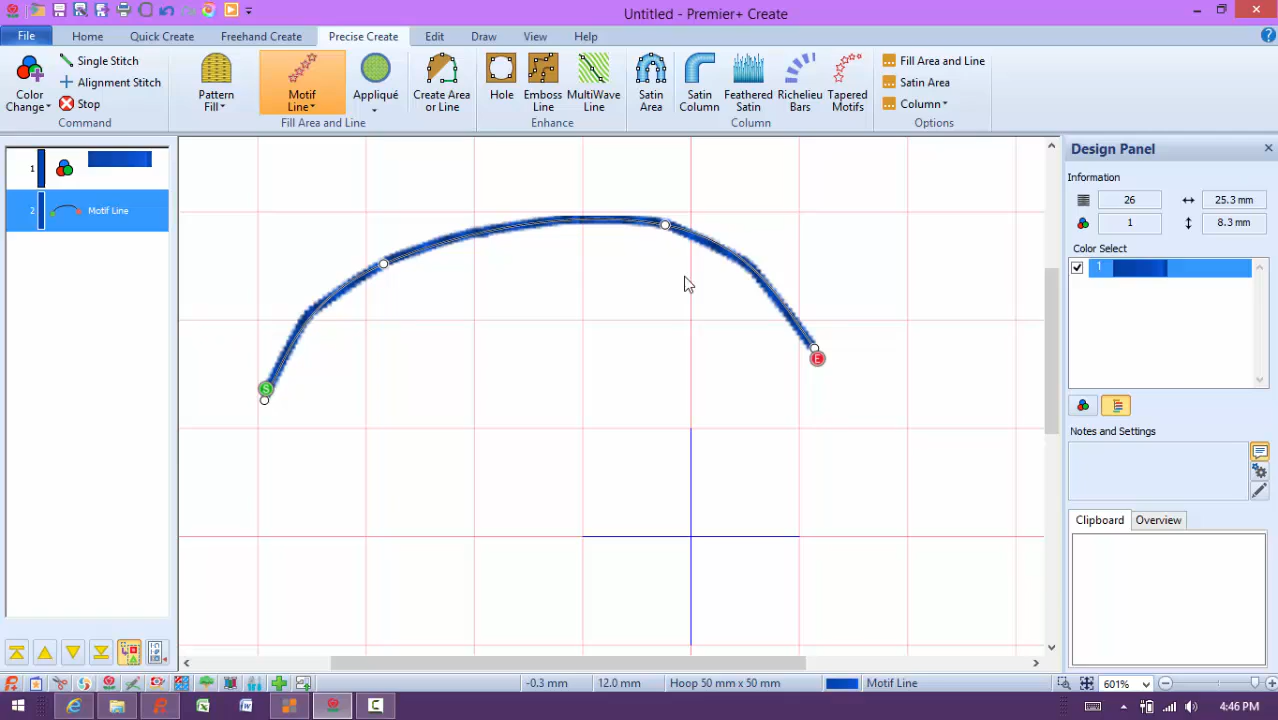 Untitled - Premier+ Create
File Home Quick Create Freehand Create Precise Create Edit Draw View Help
Color Change
Single Stitch
Alignment Stitch
Stop
Command
Pattern Fill
Motif Line
Appliqué
Create Area or Line
Fill Area and Line
Hole
Emboss Line
MultiWave Line
Enhance
Satin Area
Satin Column
Feathered Satin
Richelieu Bars
Tapered Motifs
Column
Fill Area and Line
Satin Area
Column
Options
1
2 Motif Line
S
E
Design Panel
Information
26 25.3 mm
1 8.3 mm
Color Select
1
Notes and Settings
Clipboard Overview
-0.3 mm 12.0 mm Hoop 50 mm x 50 mm Motif Line 601%
4:46 PM